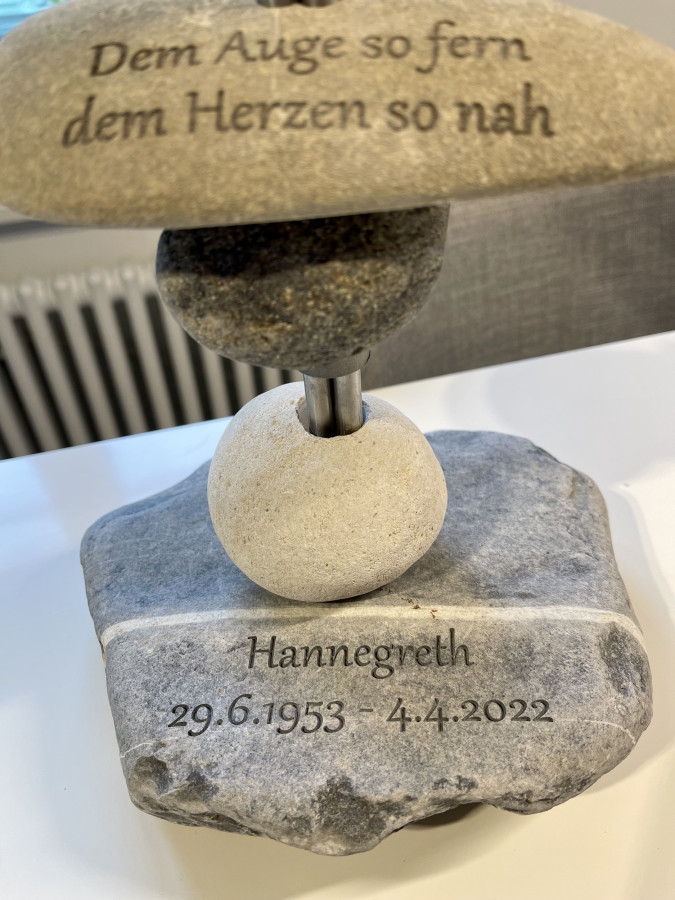 Dem Auge so fern
dem Herzen so nah
Hannegreth
29.6.1953 - 4.4.2022